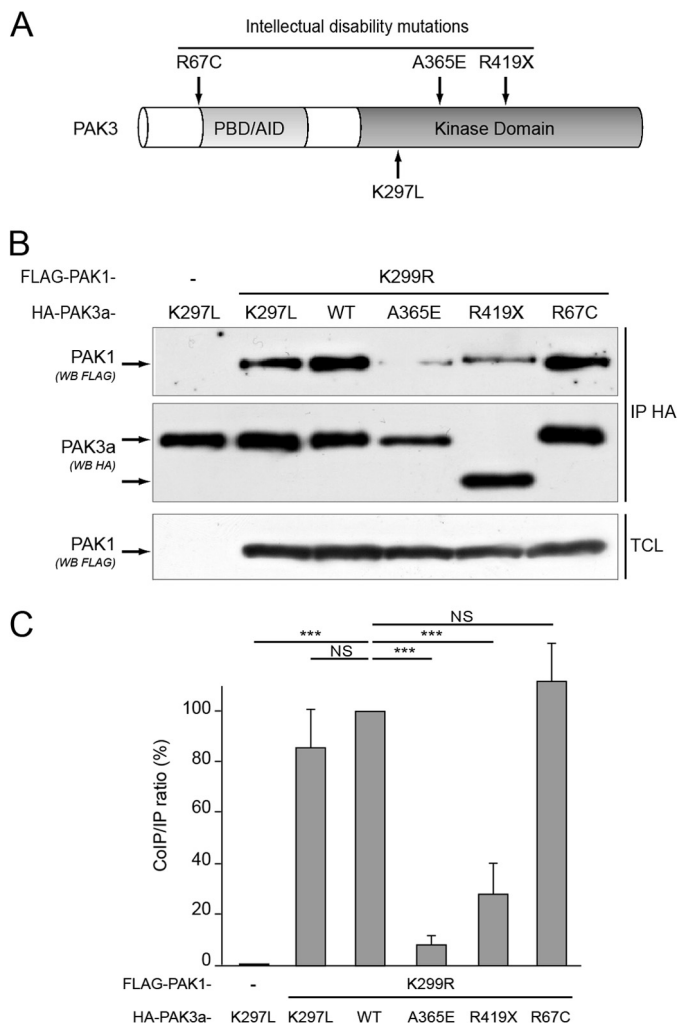 A
Intellectual disability mutations
R67C A365E R419X
PAK3 PBD/AID Kinase Domain
K297L
B
FLAG-PAK1- - K299R
HA-PAK3a- K297L K297L WT A365E R419X R67C
PAK1
(WB FLAG)
IP HA
PAK3a
(WB HA)
PAK1
(WB FLAG)
TCL
C
NS
*** ***
NS ***
CoIP/IP ratio (%)
100
80
60
40
20
0
FLAG-PAK1- - K299R
HA-PAK3a- K297L K297L WT A365E R419X R67C